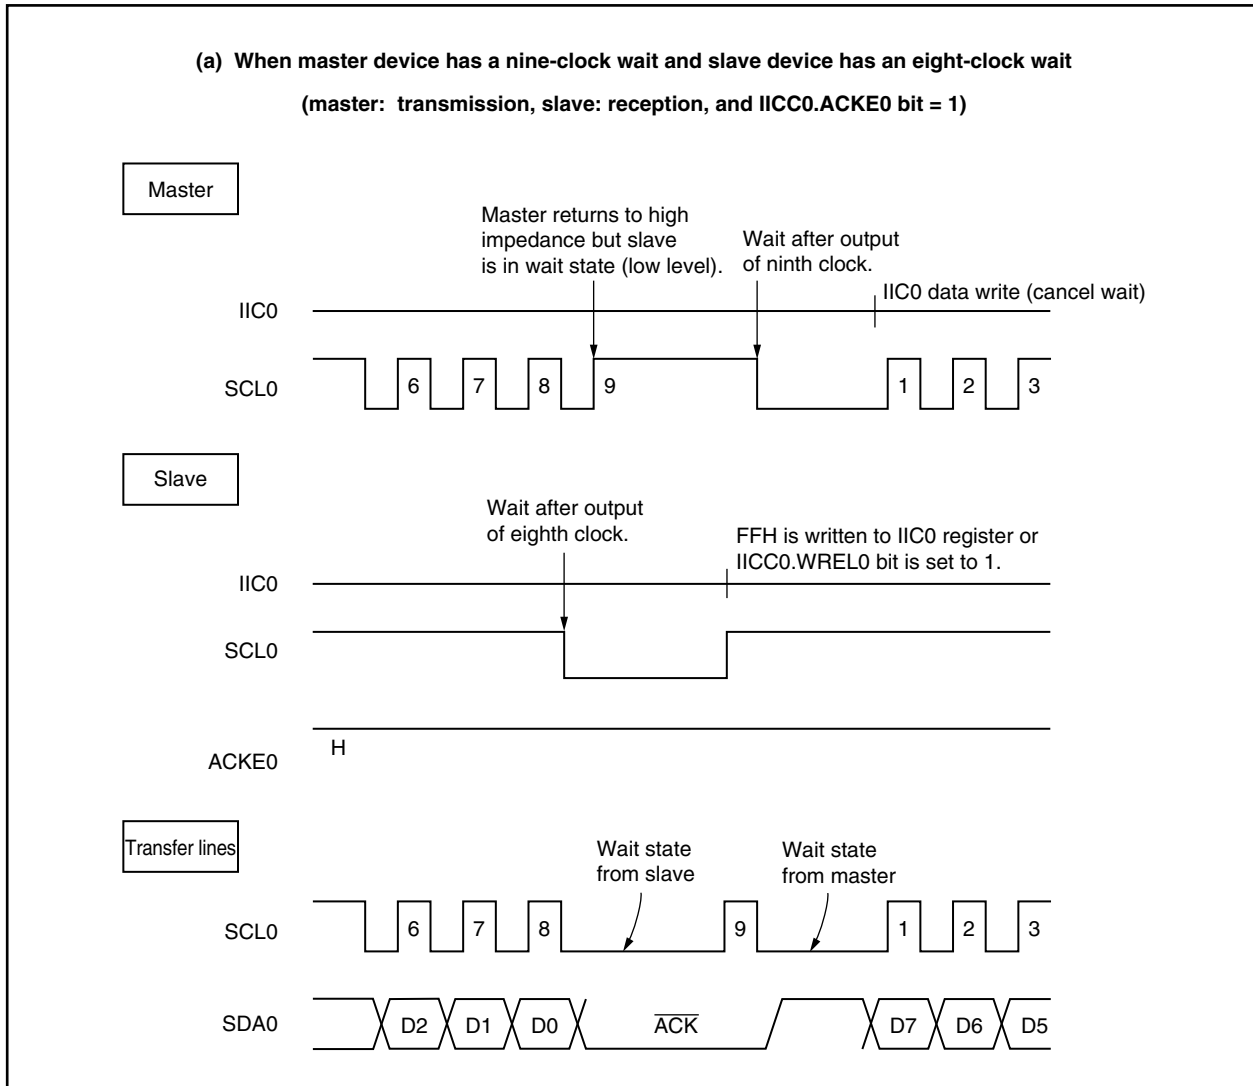 (a) When master device has a nine-clock wait and slave device has an eight-clock wait
(master: transmission, slave: reception, and IICC0.ACKE0 bit = 1)
Master
Master returns to high
impedance but slave
is in wait state (low level).
Wait after output
of ninth clock.
IIC0 data write (cancel wait)
IIC0
SCL0
6 7 8 9 1 2 3
Slave
Wait after output
of eighth clock.
FFH is written to IIC0 register or
IICC0.WREL0 bit is set to 1.
IIC0
SCL0
H
ACKE0
Transfer lines
Wait state
from slave
Wait state
from master
SCL0
6 7 8 9 1 2 3
SDA0
D2 D1 D0 A̅C̅K̅ D7 D6 D5